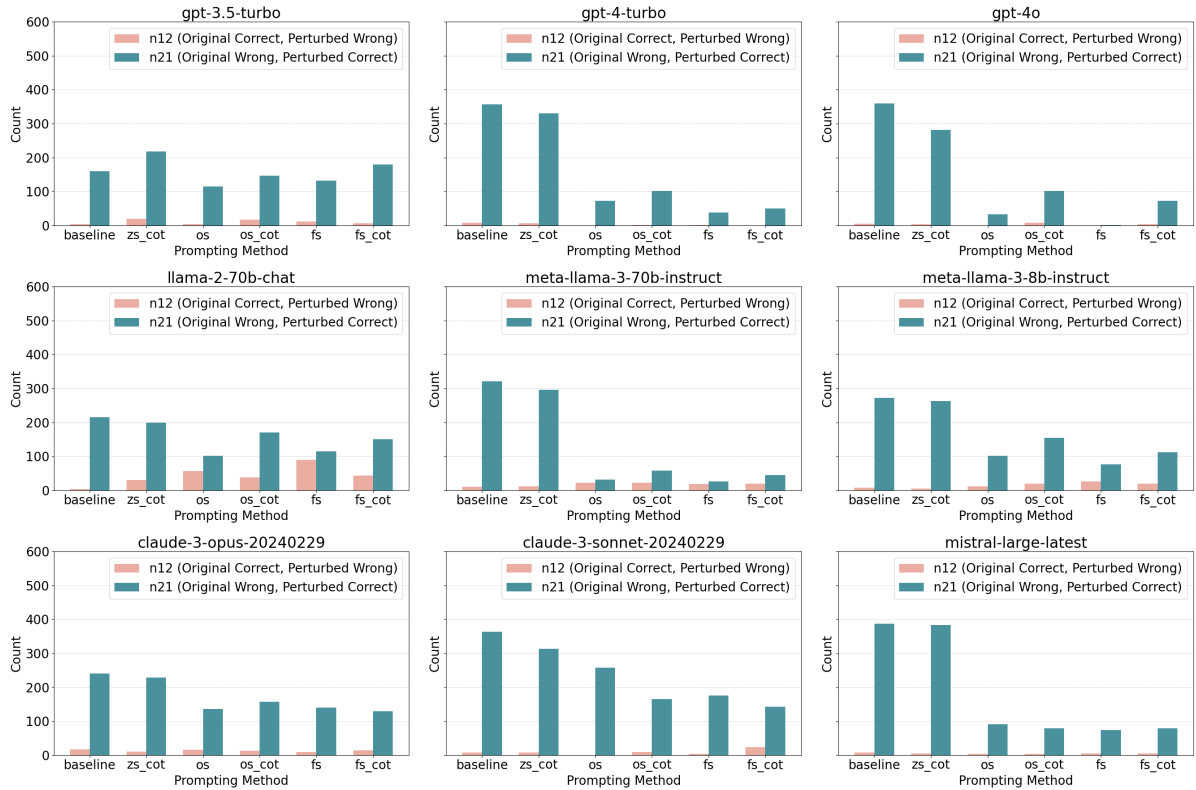 gpt-3.5-turbo
600
500
400
300
200
100
0
Count
n12 (Original Correct, Perturbed Wrong)
n21 (Original Wrong, Perturbed Correct)
baseline zs_cot os os_cot fs fs_cot
Prompting Method
gpt-4-turbo
Count
n12 (Original Correct, Perturbed Wrong)
n21 (Original Wrong, Perturbed Correct)
baseline zs_cot os os_cot fs fs_cot
Prompting Method
gpt-4o
Count
n12 (Original Correct, Perturbed Wrong)
n21 (Original Wrong, Perturbed Correct)
baseline zs_cot os os_cot fs fs_cot
Prompting Method
llama-2-70b-chat
600
500
400
300
200
100
0
Count
n12 (Original Correct, Perturbed Wrong)
n21 (Original Wrong, Perturbed Correct)
baseline zs_cot os os_cot fs fs_cot
Prompting Method
meta-llama-3-70b-instruct
Count
n12 (Original Correct, Perturbed Wrong)
n21 (Original Wrong, Perturbed Correct)
baseline zs_cot os os_cot fs fs_cot
Prompting Method
meta-llama-3-8b-instruct
Count
n12 (Original Correct, Perturbed Wrong)
n21 (Original Wrong, Perturbed Correct)
baseline zs_cot os os_cot fs fs_cot
Prompting Method
claude-3-opus-20240229
600
500
400
300
200
100
0
Count
n12 (Original Correct, Perturbed Wrong)
n21 (Original Wrong, Perturbed Correct)
baseline zs_cot os os_cot fs fs_cot
Prompting Method
claude-3-sonnet-20240229
Count
n12 (Original Correct, Perturbed Wrong)
n21 (Original Wrong, Perturbed Correct)
baseline zs_cot os os_cot fs fs_cot
Prompting Method
mistral-large-latest
Count
n12 (Original Correct, Perturbed Wrong)
n21 (Original Wrong, Perturbed Correct)
baseline zs_cot os os_cot fs fs_cot
Prompting Method